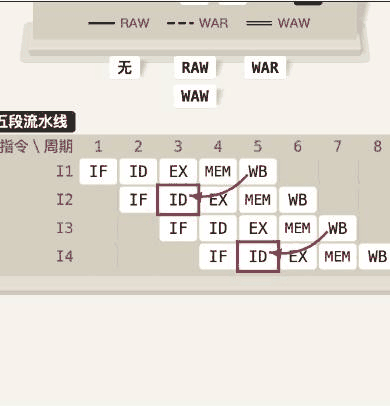 RAW WAR WAW
无 RAW WAR
WAW
五段流水线
指令 \ 周期 1 2 3 4 5 6 7 8
I1 IF ID EX MEM WB
I2 IF ID EX MEM WB
I3 IF ID EX MEM WB
I4 IF ID EX MEM WB